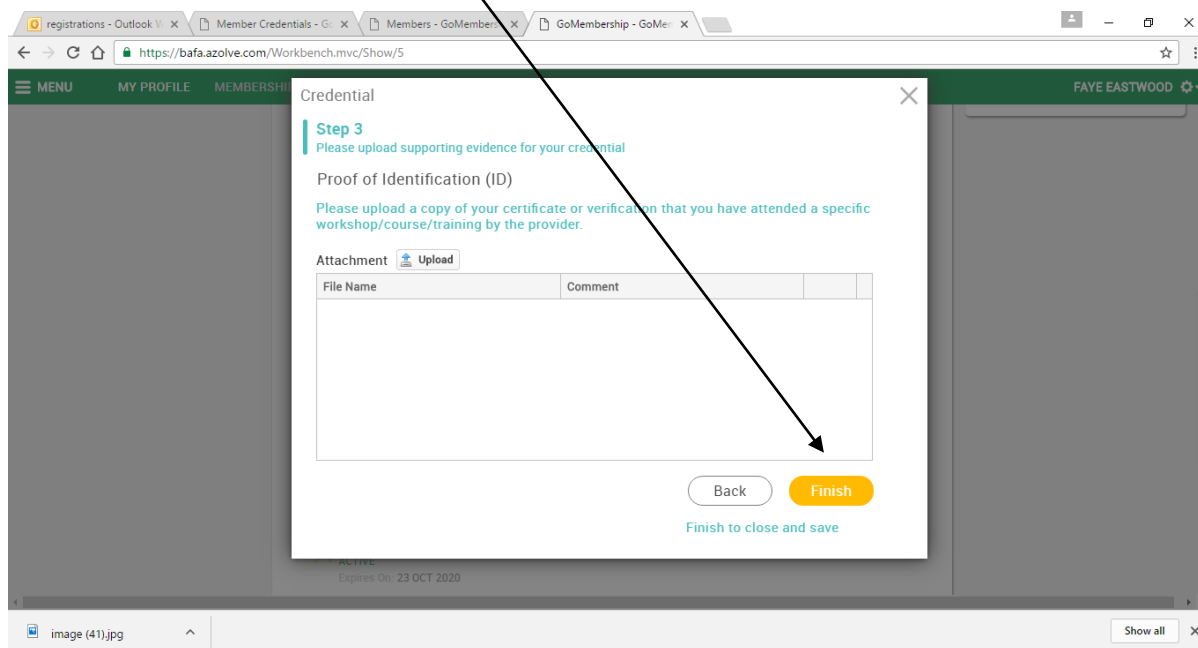 registrations - Outlook
Member Credentials - Go
Members - GoMembers
GoMembership - GoMem
https://bafa.azolve.com/Workbench.mvc/Show/5
MENU MY PROFILE MEMBERSHI FAYE EASTWOOD
Credential
Step 3
Please upload supporting evidence for your credential
Proof of Identification (ID)
Please upload a copy of your certificate or verification that you have attended a specific
workshop/course/training by the provider.
Attachment Upload
File Name Comment
Back Finish
Finish to close and save
ACTIVE
Expires On: 23 OCT 2020
image (41).jpg Show all